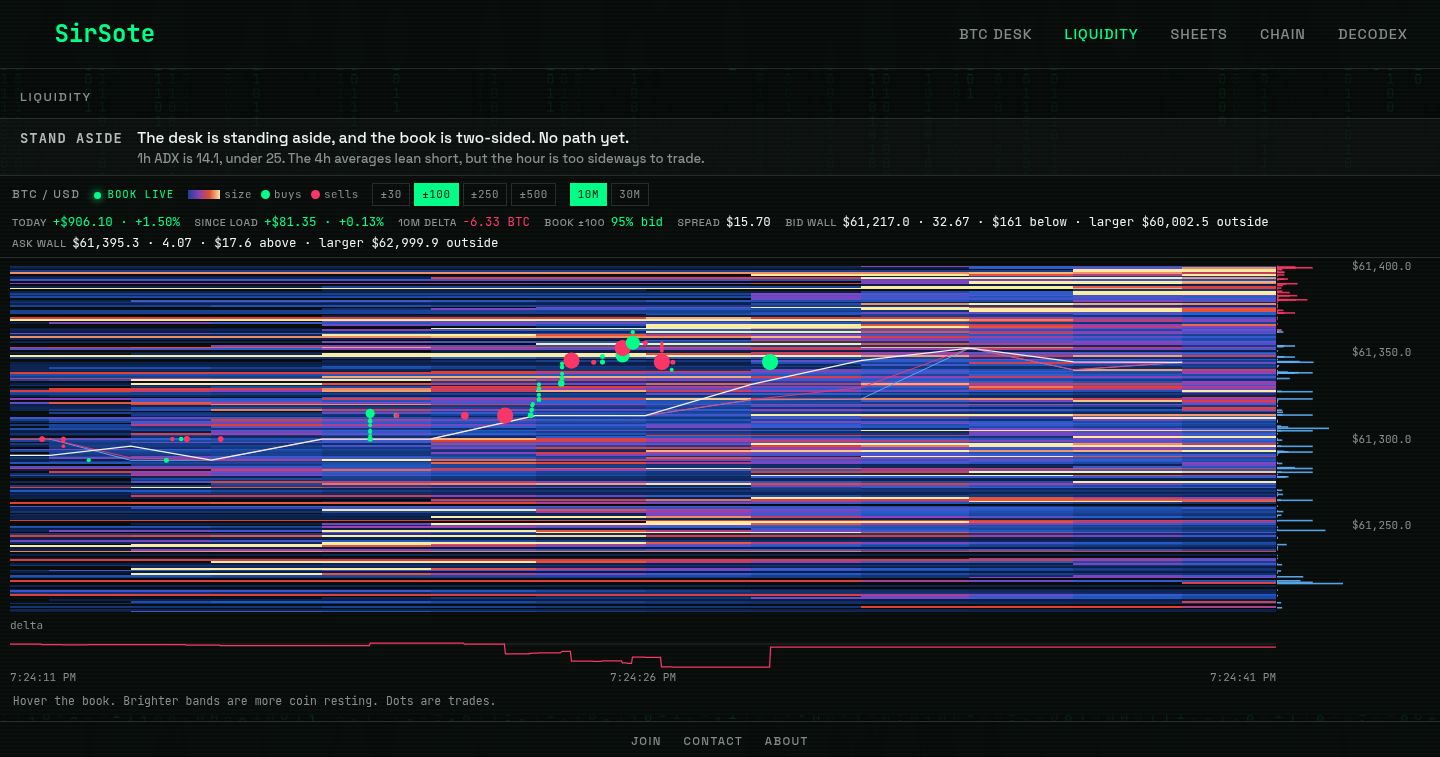 SirSote
BTC DESK LIQUIDITY SHEETS CHAIN DECODEX
LIQUIDITY
STAND ASIDE The desk is standing aside, and the book is two-sided. No path yet.
1h ADX is 14.1, under 25. The 4h averages lean short, but the hour is too sideways to trade.
BTC / USD BOOK LIVE size buys sells ±30 ±100 ±250 ±500 10M 30M
TODAY +$906.10 · +1.50% SINCE LOAD +$81.35 · +0.13% 10M DELTA -6.33 BTC BOOK ±100 95% bid SPREAD $15.70 BID WALL $61,217.0 · 32.67 · $161 below · larger $60,002.5 outside
ASK WALL $61,395.3 · 4.07 · $17.6 above · larger $62,999.9 outside
$61,400.0
$61,350.0
$61,300.0
$61,250.0
delta
7:24:11 PM 7:24:26 PM 7:24:41 PM
Hover the book. Brighter bands are more coin resting. Dots are trades.
JOIN CONTACT ABOUT